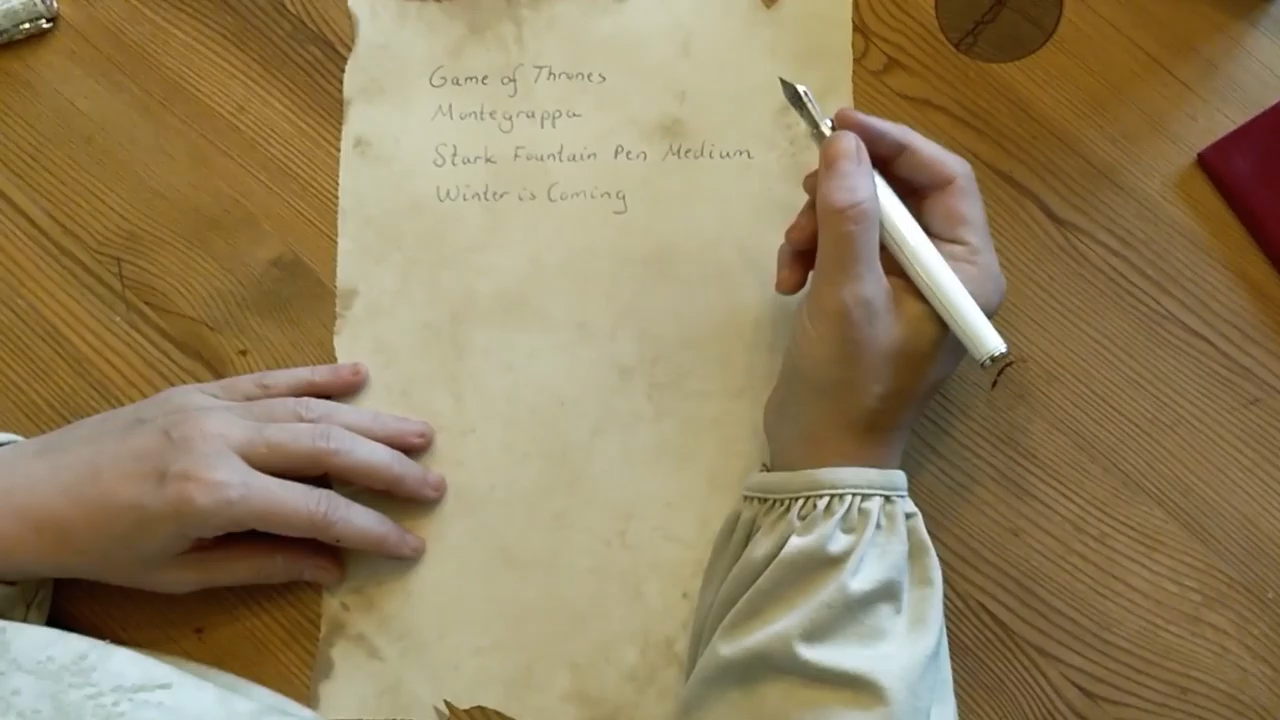 Game of Thrones
Montegrappa
Stark Fountain Pen Medium
Winter is Coming